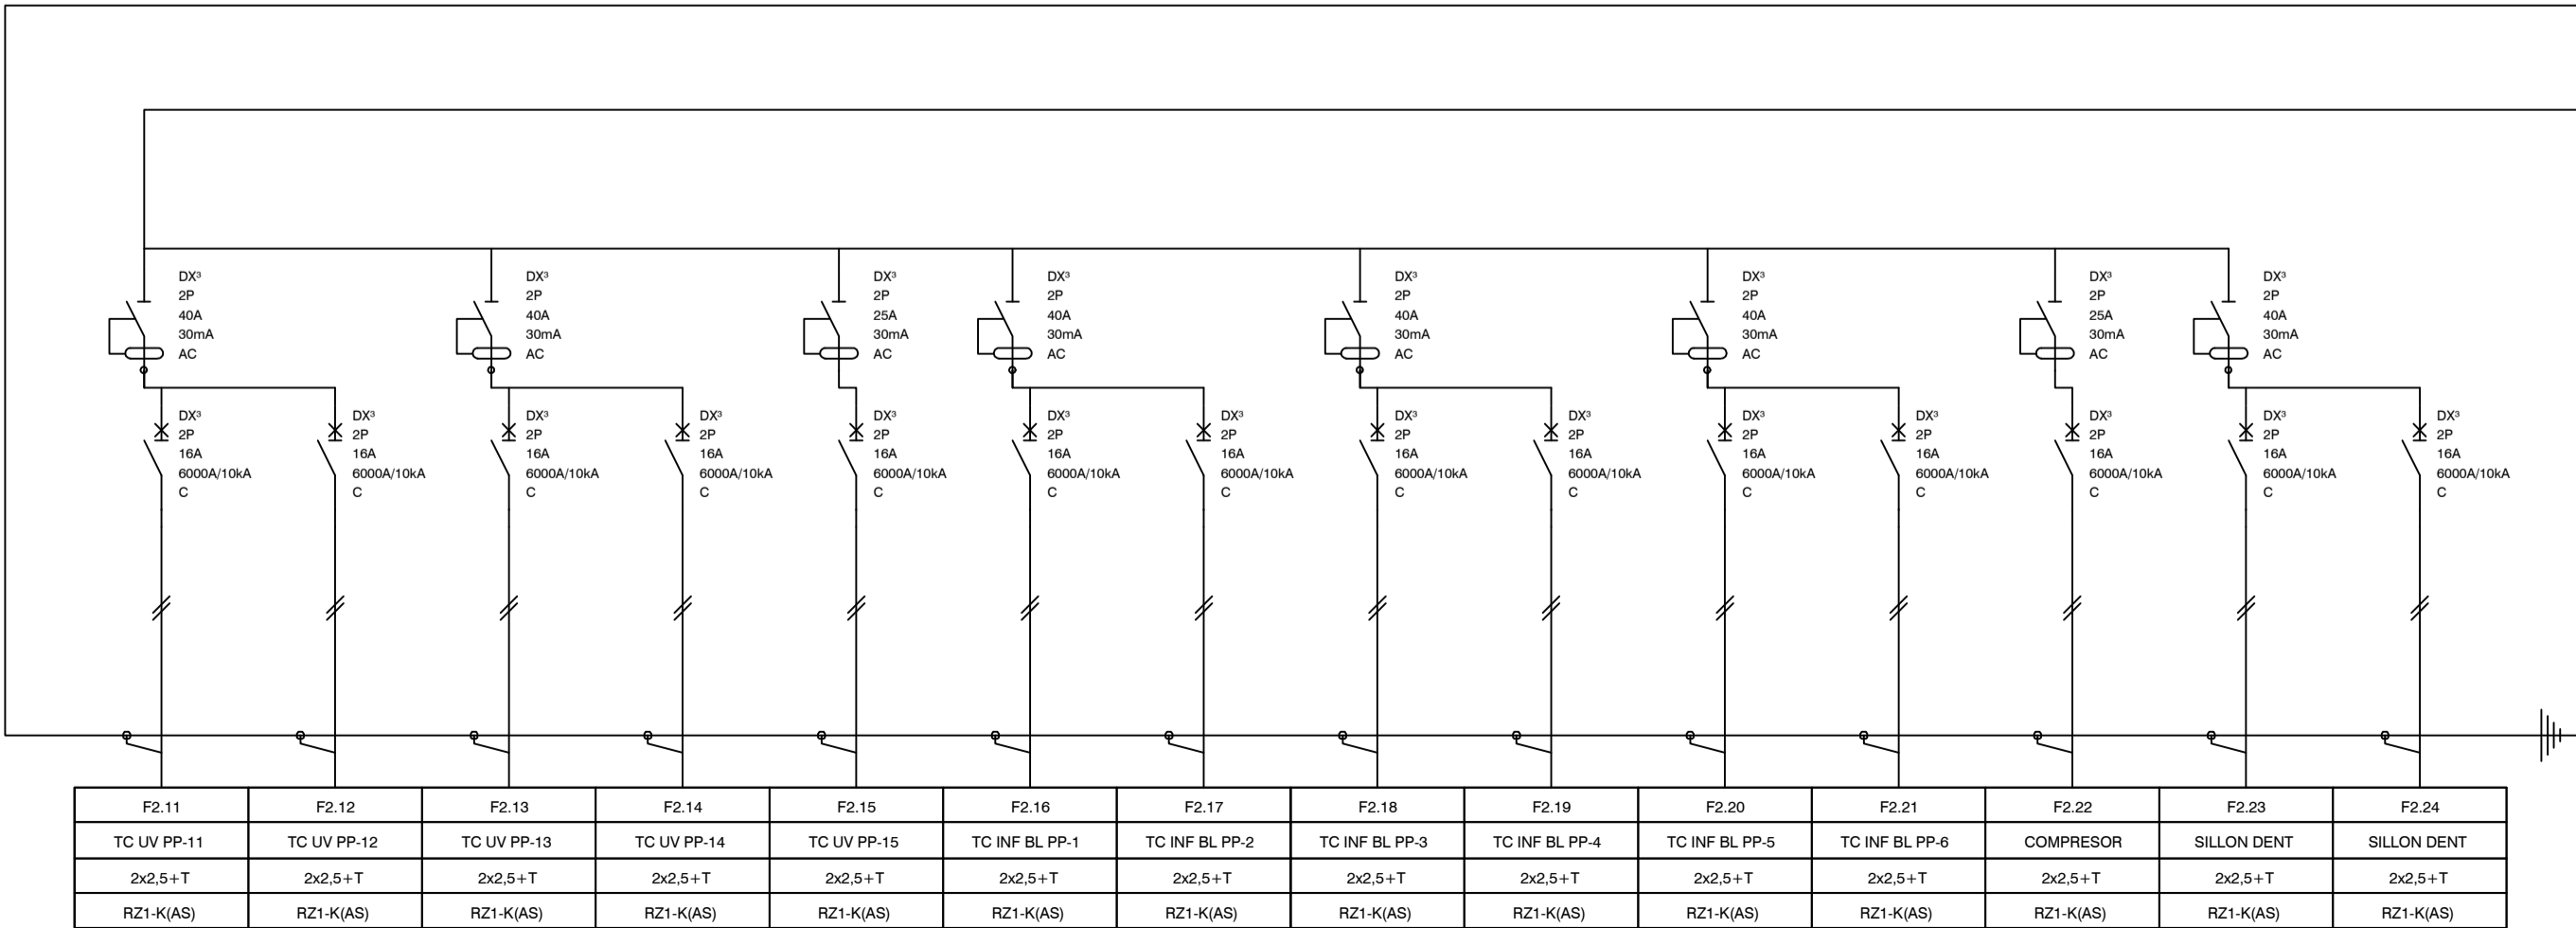 DX³ DX³ DX³ DX³ DX³ DX³ DX³ DX³
2P 2P 2P 2P 2P 2P 2P 2P
40A 40A 25A 40A 40A 40A 25A 40A
30mA 30mA 30mA 30mA 30mA 30mA 30mA 30mA
AC AC AC AC AC AC AC AC
DX³ DX³ DX³ DX³ DX³ DX³ DX³ DX³ DX³ DX³ DX³ DX³ DX³ DX³
2P 2P 2P 2P 2P 2P 2P 2P 2P 2P 2P 2P 2P 2P
16A 16A 16A 16A 16A 16A 16A 16A 16A 16A 16A 16A 16A 16A
6000A/10kA 6000A/10kA 6000A/10kA 6000A/10kA 6000A/10kA 6000A/10kA 6000A/10kA 6000A/10kA 6000A/10kA 6000A/10kA 6000A/10kA 6000A/10kA 6000A/10kA 6000A/10kA
C C C C C C C C C C C C C C
F2.11 F2.12 F2.13 F2.14 F2.15 F2.16 F2.17 F2.18 F2.19 F2.20 F2.21 F2.22 F2.23 F2.24
TC UV PP-11 TC UV PP-12 TC UV PP-13 TC UV PP-14 TC UV PP-15 TC INF BL PP-1 TC INF BL PP-2 TC INF BL PP-3 TC INF BL PP-4 TC INF BL PP-5 TC INF BL PP-6 COMPRESOR SILLON DENT SILLON DENT
2x2,5+T 2x2,5+T 2x2,5+T 2x2,5+T 2x2,5+T 2x2,5+T 2x2,5+T 2x2,5+T 2x2,5+T 2x2,5+T 2x2,5+T 2x2,5+T 2x2,5+T 2x2,5+T
RZ1-K(AS) RZ1-K(AS) RZ1-K(AS) RZ1-K(AS) RZ1-K(AS) RZ1-K(AS) RZ1-K(AS) RZ1-K(AS) RZ1-K(AS) RZ1-K(AS) RZ1-K(AS) RZ1-K(AS) RZ1-K(AS) RZ1-K(AS)